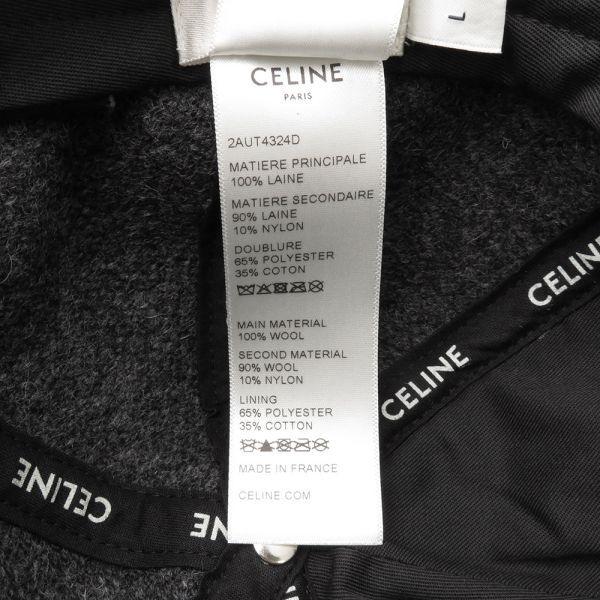 L
CELINE
PARIS
2AUT4324D
MATIERE PRINCIPALE
100% LAINE
MATIERE SECONDAIRE
90% LAINE
10% NYLON
DOUBLURE
65% POLYESTER
35% COTON
MAIN MATERIAL
100% WOOL
SECOND MATERIAL
90% WOOL
10% NYLON
LINING
65% POLYESTER
35% COTTON
MADE IN FRANCE
CELINE.COM
CELINE
CELINE
CELINE
CELINE